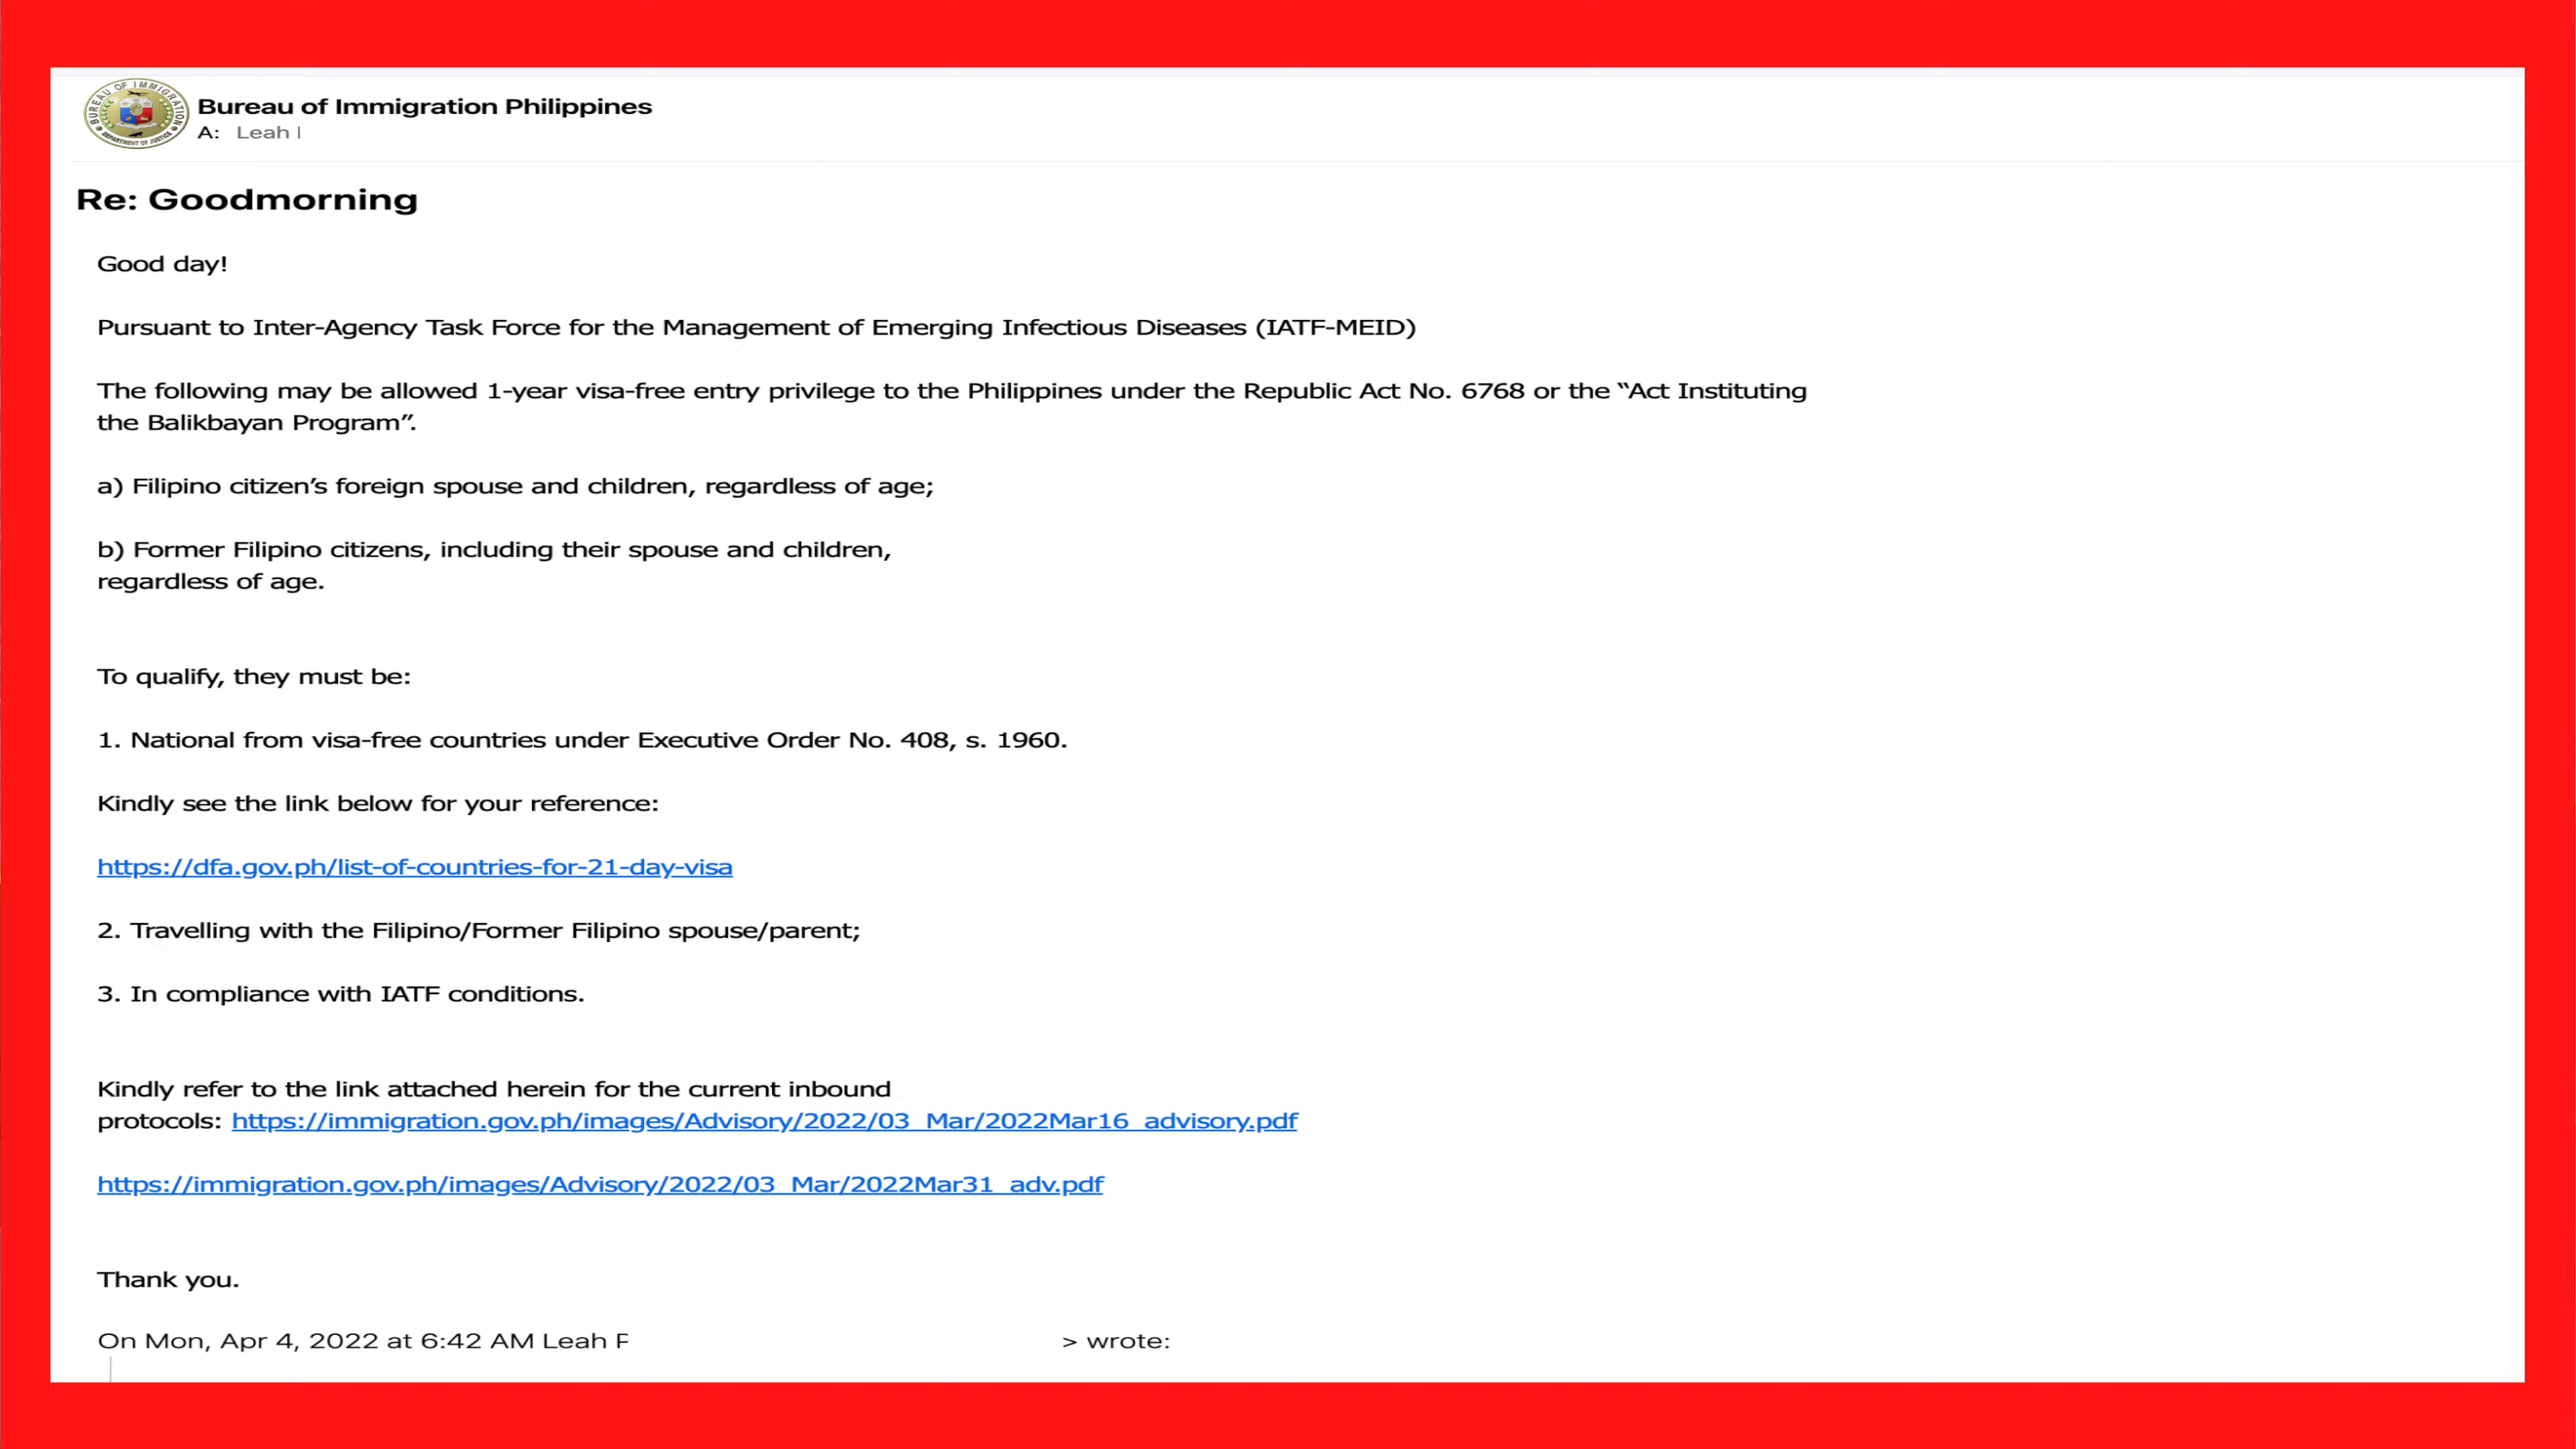 BUREAU OF IMMIGRATION
DEPARTMENT OF JUSTICE
Bureau of Immigration Philippines
A: Leah
Re: Goodmorning
Good day!
Pursuant to Inter-Agency Task Force for the Management of Emerging Infectious Diseases (IATF-MEID)
The following may be allowed 1-year visa-free entry privilege to the Philippines under the Republic Act No. 6768 or the “Act Instituting
the Balikbayan Program”.
a) Filipino citizen’s foreign spouse and children, regardless of age;
b) Former Filipino citizens, including their spouse and children,
regardless of age.
To qualify, they must be:
1. National from visa-free countries under Executive Order No. 408, s. 1960.
Kindly see the link below for your reference:
https://dfa.gov.ph/list-of-countries-for-21-day-visa
2. Travelling with the Filipino/Former Filipino spouse/parent;
3. In compliance with IATF conditions.
Kindly refer to the link attached herein for the current inbound
protocols: https://immigration.gov.ph/images/Advisory/2022/03_Mar/2022Mar16_advisory.pdf
https://immigration.gov.ph/images/Advisory/2022/03_Mar/2022Mar31_adv.pdf
Thank you.
On Mon, Apr 4, 2022 at 6:42 AM Leah > wrote: